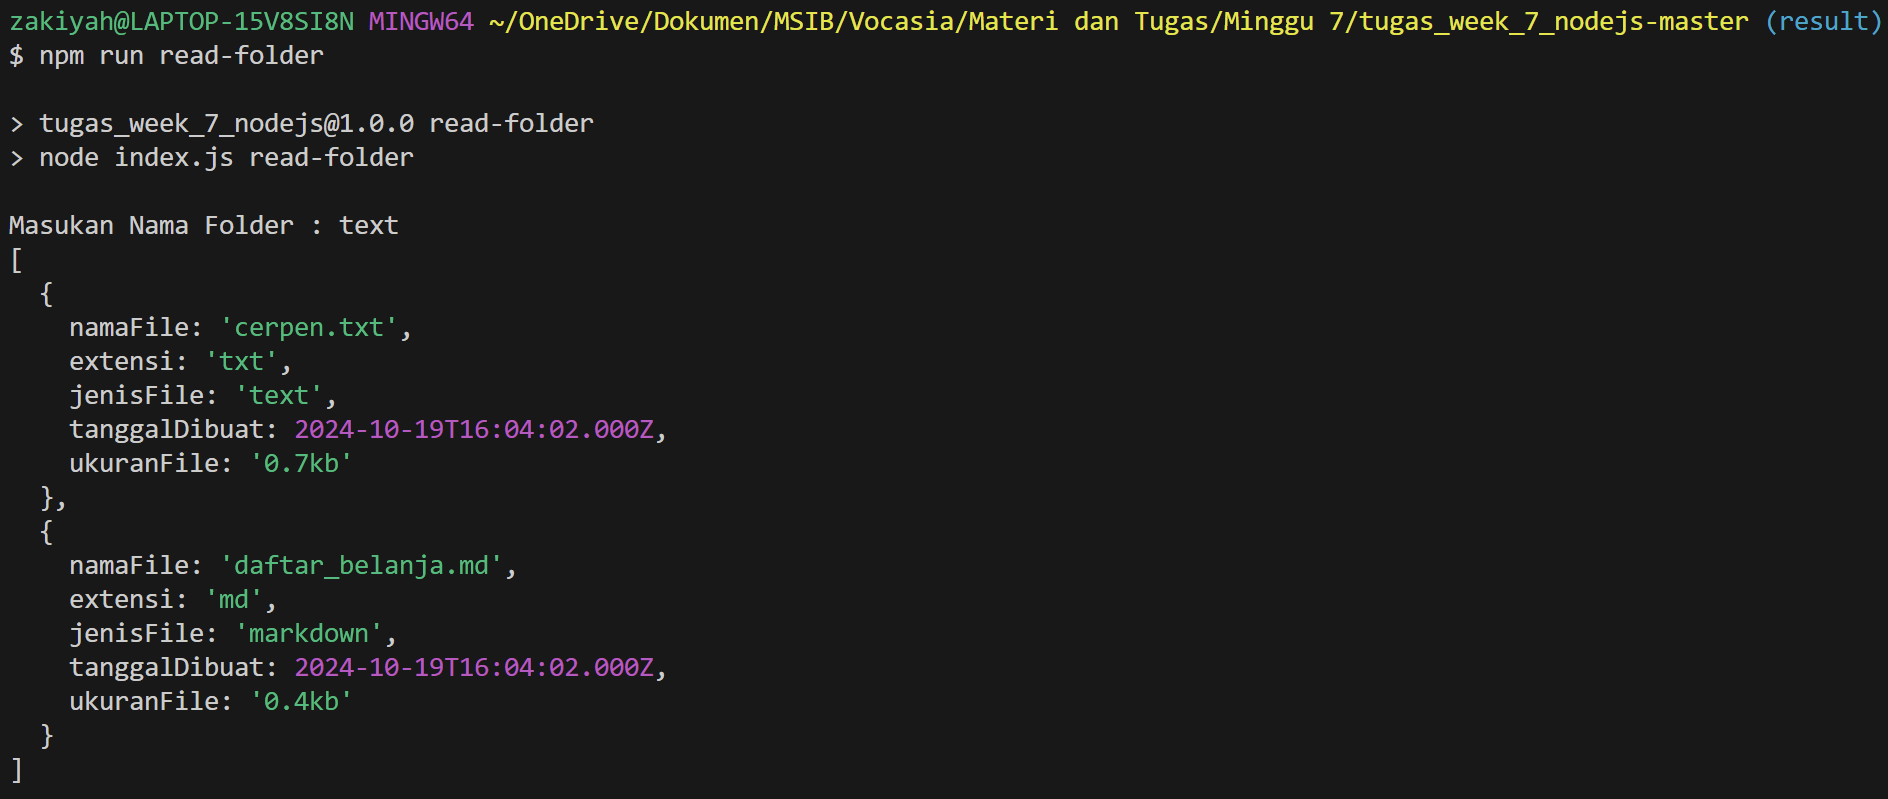 zakiyah@LAPTOP-15V8SI8N MINGW64 ~/OneDrive/Dokumen/MSIB/Vocasia/Materi dan Tugas/Minggu 7/tugas_week_7_nodejs-master (result)
$ npm run read-folder
> tugas_week_7_nodejs@1.0.0 read-folder
> node index.js read-folder
Masukan Nama Folder : text
[
  {
    namaFile: 'cerpen.txt',
    extensi: 'txt',
    jenisFile: 'text',
    tanggalDibuat: 2024-10-19T16:04:02.000Z,
    ukuranFile: '0.7kb'
  },
  {
    namaFile: 'daftar_belanja.md',
    extensi: 'md',
    jenisFile: 'markdown',
    tanggalDibuat: 2024-10-19T16:04:02.000Z,
    ukuranFile: '0.4kb'
  }
]